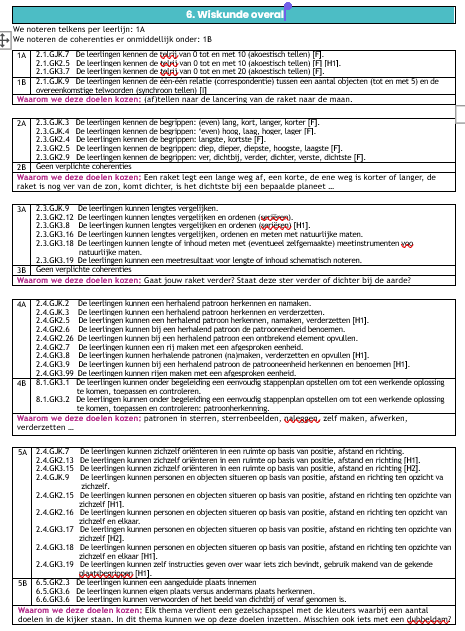 6. Wiskunde overal
We noteren telkens per leerlijn: 1A
We noteren de coherenties er onmiddellijk onder: 1B
1A 2.1.GJK.7 De leerlingen kennen de telrij van 0 tot en met 10 (akoestisch tellen) [F].
2.1.GK2.5 De leerlingen kennen de telrij van 0 tot en met 10 (akoestisch tellen) [F] [H1].
2.1.GK3.7 De leerlingen kennen de telrij van 0 tot en met 20 (akoestisch tellen) [F].
1B 2.1.GJK.9 De leerlingen kennen de één-één relatie (correspondentie) tussen een aantal objecten (tot en met 5) en de
overeenkomstige telwoorden (synchroon tellen) [I]
Waarom we deze doelen kozen: (af)tellen naar de lancering van de raket naar de maan.
2A 2.3.GJK.3 De leerlingen kennen de begrippen: (even) lang, kort, langer, korter [F].
2.3.GJK.4 De leerlingen kennen de begrippen: 'even) hoog, laag, hoger, lager [F].
2.3.GK2.4 De leerlingen kennen de begrippen: langste, kortste [F].
2.3.GK2.5 De leerlingen kennen de begrippen: diep, dieper, diepste, hoogste, laagste [F].
2.3.GK2.9 De leerlingen kennen de begrippen: ver, dichtbij, verder, dichter, verste, dichtste [F].
2B Geen verplichte coherenties
Waarom we deze doelen kozen: Een raket legt een lange weg af, een korte, de ene weg is korter of langer, de
raket is nog ver van de zon, komt dichter, is het dichtste bij een bepaalde planeet …
3A 2.3.GJK.9 De leerlingen kunnen lengtes vergelijken.
2.3.GK2.12 De leerlingen kunnen lengtes vergelijken en ordenen (seriëren).
2.3.GK3.8 De leerlingen kunnen lengtes vergelijken en ordenen (seriëren) [H1].
2.3.GK3.16 De leerlingen kunnen lengtes vergelijken, ordenen en meten met natuurlijke maten.
2.3.GK3.18 De leerlingen kunnen lengte of inhoud meten met (eventueel zelfgemaakte) meetinstrumenten van
natuurlijke maten.
2.3.GK3.19 De leerlingen kunnen een meetresultaat voor lengte of inhoud schematisch noteren.
3B Geen verplichte coherenties
Waarom we deze doelen kozen: Gaat jouw raket verder? Staat deze ster verder of dichter bij de aarde?
4A 2.4.GJK.2 De leerlingen kunnen een herhalend patroon herkennen en namaken.
2.4.GJK.3 De leerlingen kunnen een herhalend patroon herkennen en verderzetten.
2.4.GK2.5 De leerlingen kunnen een herhalend patroon herkennen, namaken, verderzetten [H1].
2.4.GK2.6 De leerlingen kunnen bij een herhalend patroon de patrooneenheid benoemen.
2.4.GK2.26 De leerlingen kunnen bij een herhalend patroon een ontbrekend element opvullen.
2.4.GK2.7 De leerlingen kunnen een rij maken met een afgesproken eenheid.
2.4.GK3.8 De leerlingen kunnen herhalende patronen (na)maken, verderzetten en opvullen [H1].
2.4.GK3.9 De leerlingen kunnen bij een herhalend patroon de patrooneenheid herkennen en benoemen [H1].
2.4.GK3.99 De leerlingen kunnen rijen maken met een afgesproken eenheid.
4B 8.1.GK3.1 De leerlingen kunnen onder begeleiding een eenvoudig stappenplan opstellen om tot een werkende oplossing
te komen, toepassen en controleren.
8.1.GK3.2 De leerlingen kunnen onder begeleiding een eenvoudig stappenplan opstellen om tot een werkende oplossing
te komen, toepassen en controleren: patroonherkenning.
Waarom we deze doelen kozen: patronen in sterren, sterrenbeelden, naleggen, zelf maken, afwerken,
verderzetten …
5A 2.4.GJK.7 De leerlingen kunnen zichzelf oriënteren in een ruimte op basis van positie, afstand en richting.
2.4.GK2.13 De leerlingen kunnen zichzelf oriënteren in een ruimte op basis van positie, afstand en richting [H1].
2.4.GK3.15 De leerlingen kunnen zichzelf oriënteren in een ruimte op basis van positie, afstand en richting [H2].
2.4.GJK.9 De leerlingen kunnen personen en objecten situeren op basis van positie, afstand en richting ten opzicht va
zichzelf.
2.4.GK2.15 De leerlingen kunnen personen en objecten situeren op basis van positie, afstand en richting ten opzichte van
zichzelf [H1].
2.4.GK2.16 De leerlingen kunnen personen en objecten situeren op basis van positie, afstand en richting ten opzichte van
zichzelf en elkaar.
2.4.GK3.17 De leerlingen kunnen personen en objecten situeren op basis van positie, afstand en richting ten opzichte van
zichzelf [H2].
2.4.GK3.18 De leerlingen kunnen personen en objecten situeren op basis van positie, afstand en richting ten opzichte van
zichzelf en elkaar [H1].
2.4.GK3.19 De leerlingen kunnen zelf instructies geven over waar iets zich bevindt, gebruik makend van de gekende
plaatsbegrippen [H1].
5B 6.5.GK2.3 De leerlingen kunnen een aangeduide plaats innemen
6.5.GK3.6 De leerlingen kunnen eigen plaats versus andermans plaats herkennen.
6.6.GK3.6 De leerlingen kunnen verwoorden of het beeld van dichtbij of veraf genomen is.
Waarom we deze doelen kozen: Elk thema verdient een gezelschapsspel met de kleuters waarbij een aantal
doelen in de kijker staan. In dit thema kunnen we op deze doelen inzetten. Misschien ook iets met een dubbeldam?